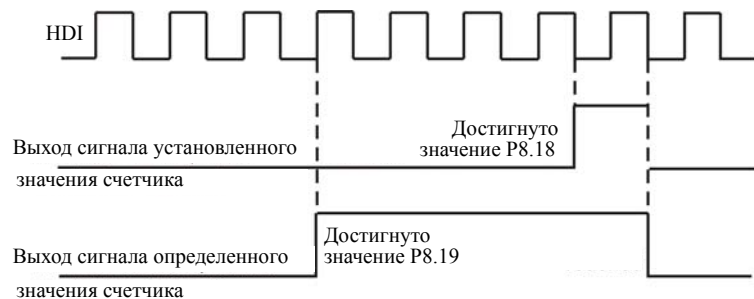 HDI
Достигнуто
значение P8.18
Выход сигнала установленного
значения счетчика
Достигнуто
значение P8.19
Выход сигнала определенного
значения счетчика